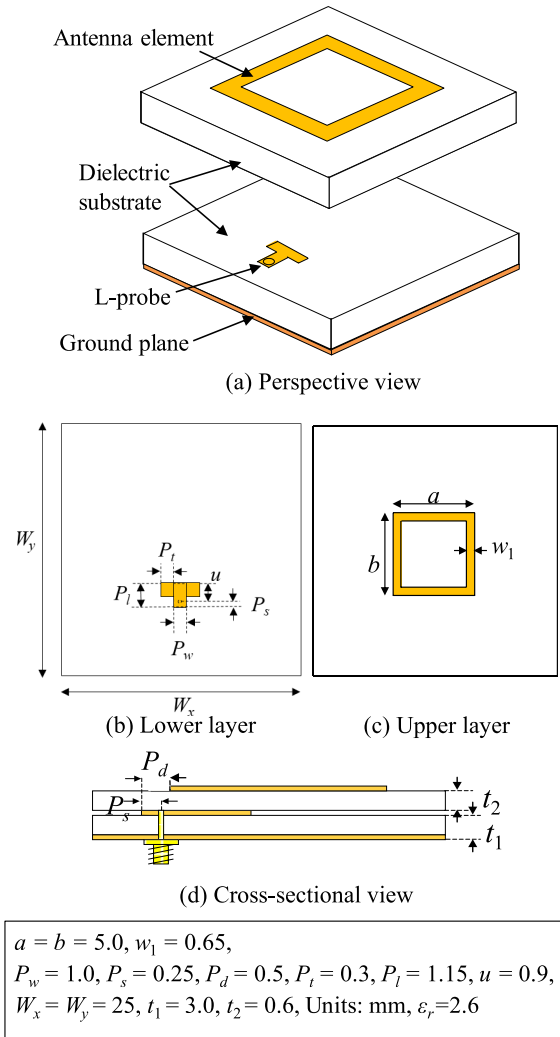 Antenna element
Dielectric
substrate
L-probe
Ground plane
(a) Perspective view
W_y
P_t
u
P_l
P_s
P_w
W_x
(b) Lower layer
a
b
w_1
(c) Upper layer
P_d
P_s
t_2
t_1
(d) Cross-sectional view
a = b = 5.0, w_1 = 0.65,
P_w = 1.0, P_s = 0.25, P_d = 0.5, P_t = 0.3, P_l = 1.15, u = 0.9,
W_x = W_y = 25, t_1 = 3.0, t_2 = 0.6, Units: mm, ε_r=2.6